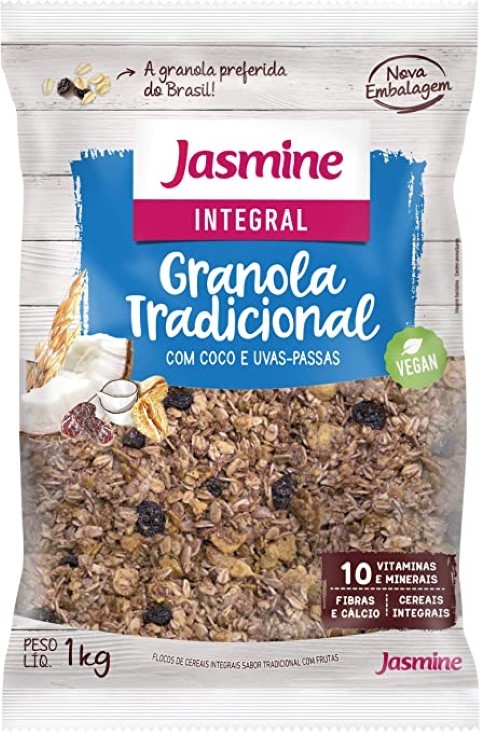 A granola preferida
do Brasil!
Nova
Embalagem
Jasmine
INTEGRAL
Granola
Tradicional
COM COCO E UVAS-PASSAS
VEGAN
10 VITAMINAS
E MINERAIS
FIBRAS
E CÁLCIO
CEREAIS
INTEGRAIS
PESO
LÍQ. 1kg
FLOCOS DE CEREAIS INTEGRAIS SABOR TRADICIONAL COM FRUTAS
Jasmine